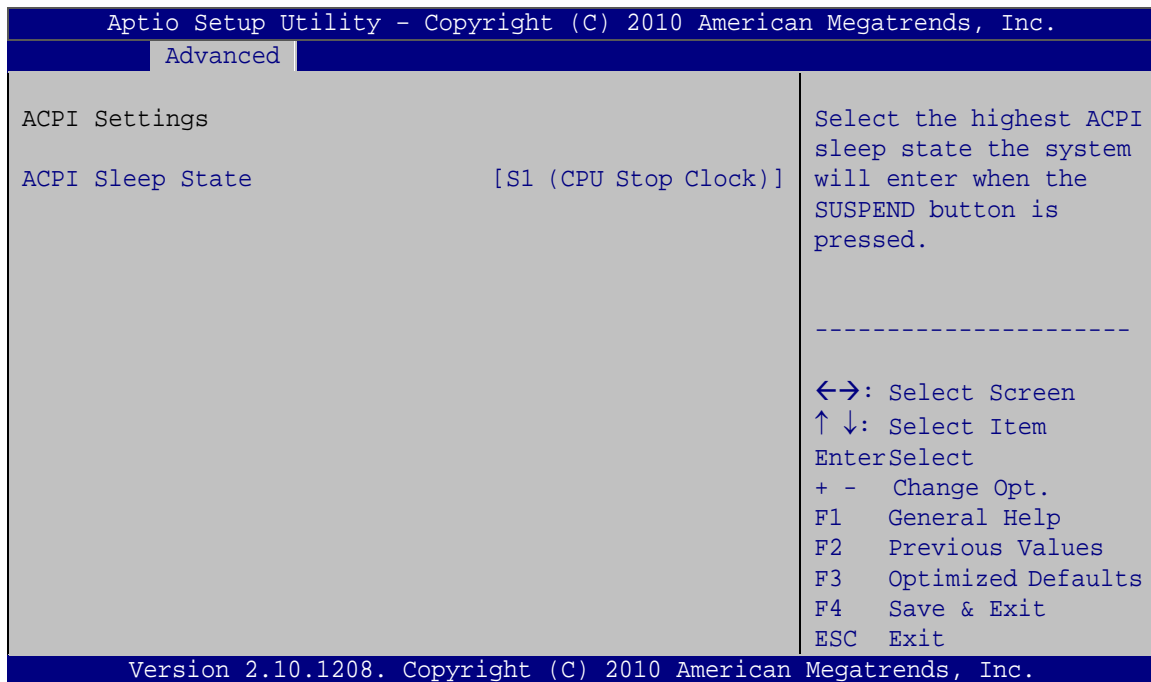 Aptio Setup Utility – Copyright (C) 2010 American Megatrends, Inc.
Advanced
ACPI Settings
ACPI Sleep State [S1 (CPU Stop Clock)]
Select the highest ACPI
sleep state the system
will enter when the
SUSPEND button is
pressed.
-----------------------
←→: Select Screen
↑ ↓: Select Item
EnterSelect
+ - Change Opt.
F1 General Help
F2 Previous Values
F3 Optimized Defaults
F4 Save & Exit
ESC Exit
Version 2.10.1208. Copyright (C) 2010 American Megatrends, Inc.